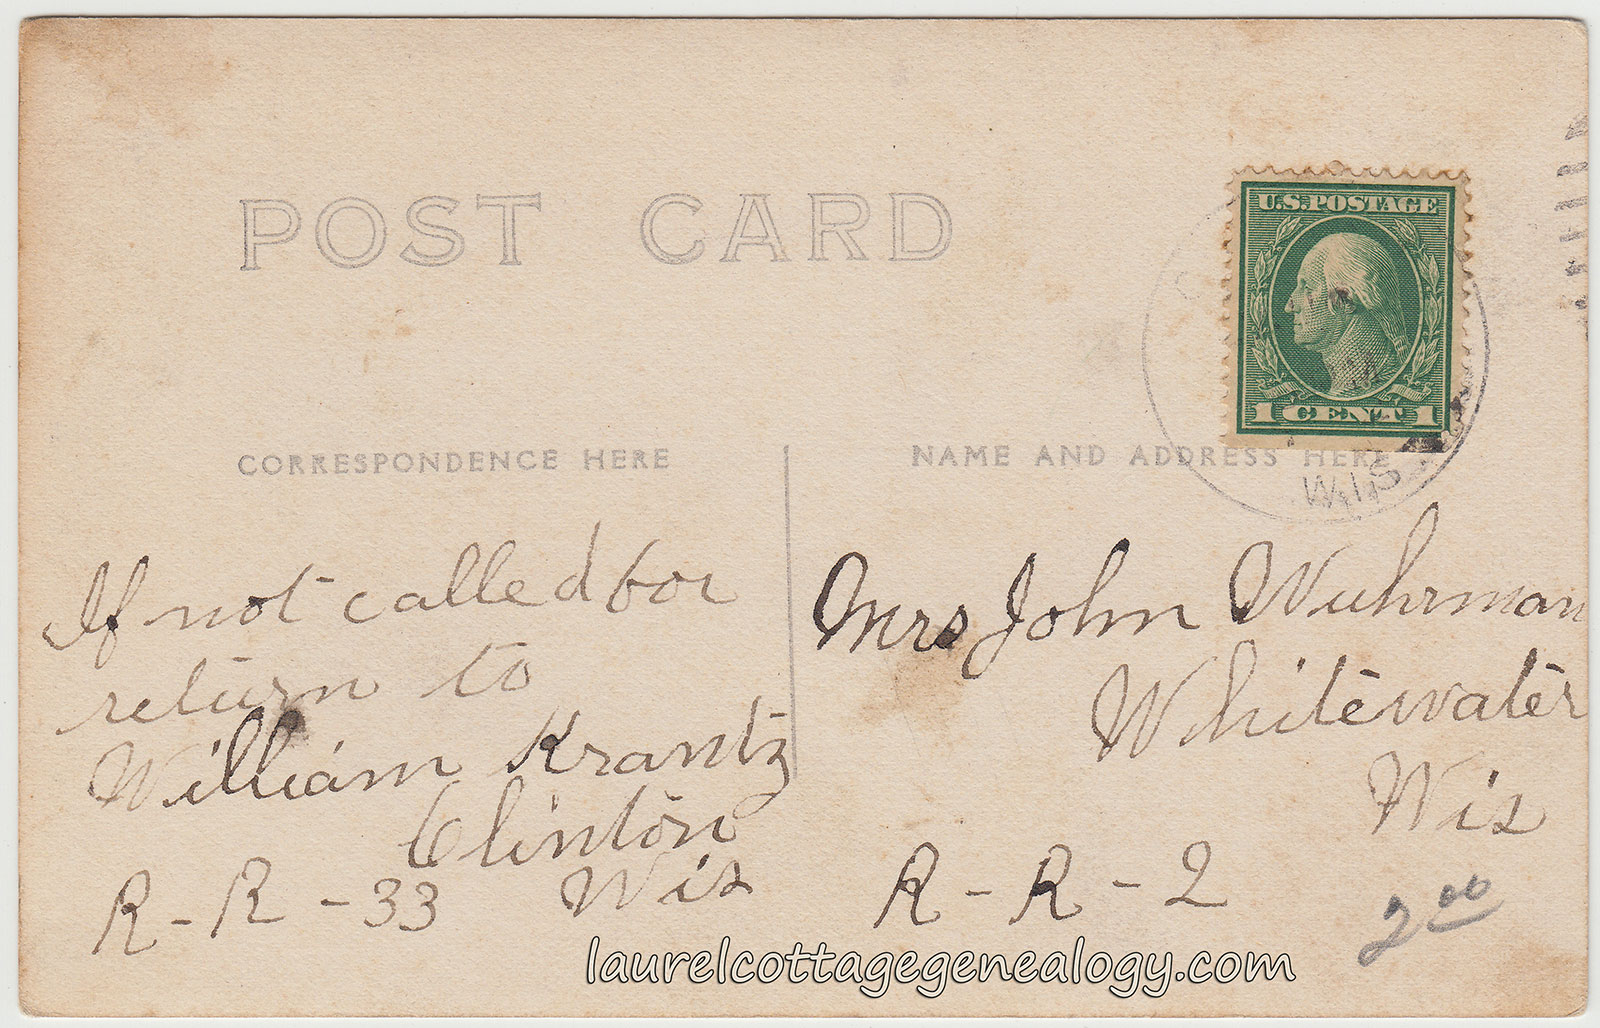 POST CARD
U.S. POSTAGE
1 CENT 1
CORRESPONDENCE HERE
NAME AND ADDRESS HERE
WIS
If not called for
return to
William Krantz
Clinton
R-R-33 Wis
Mrs John Wuhrman
Whitewater
Wis
R-R-2
2 00
laurelcottagegenealogy.com